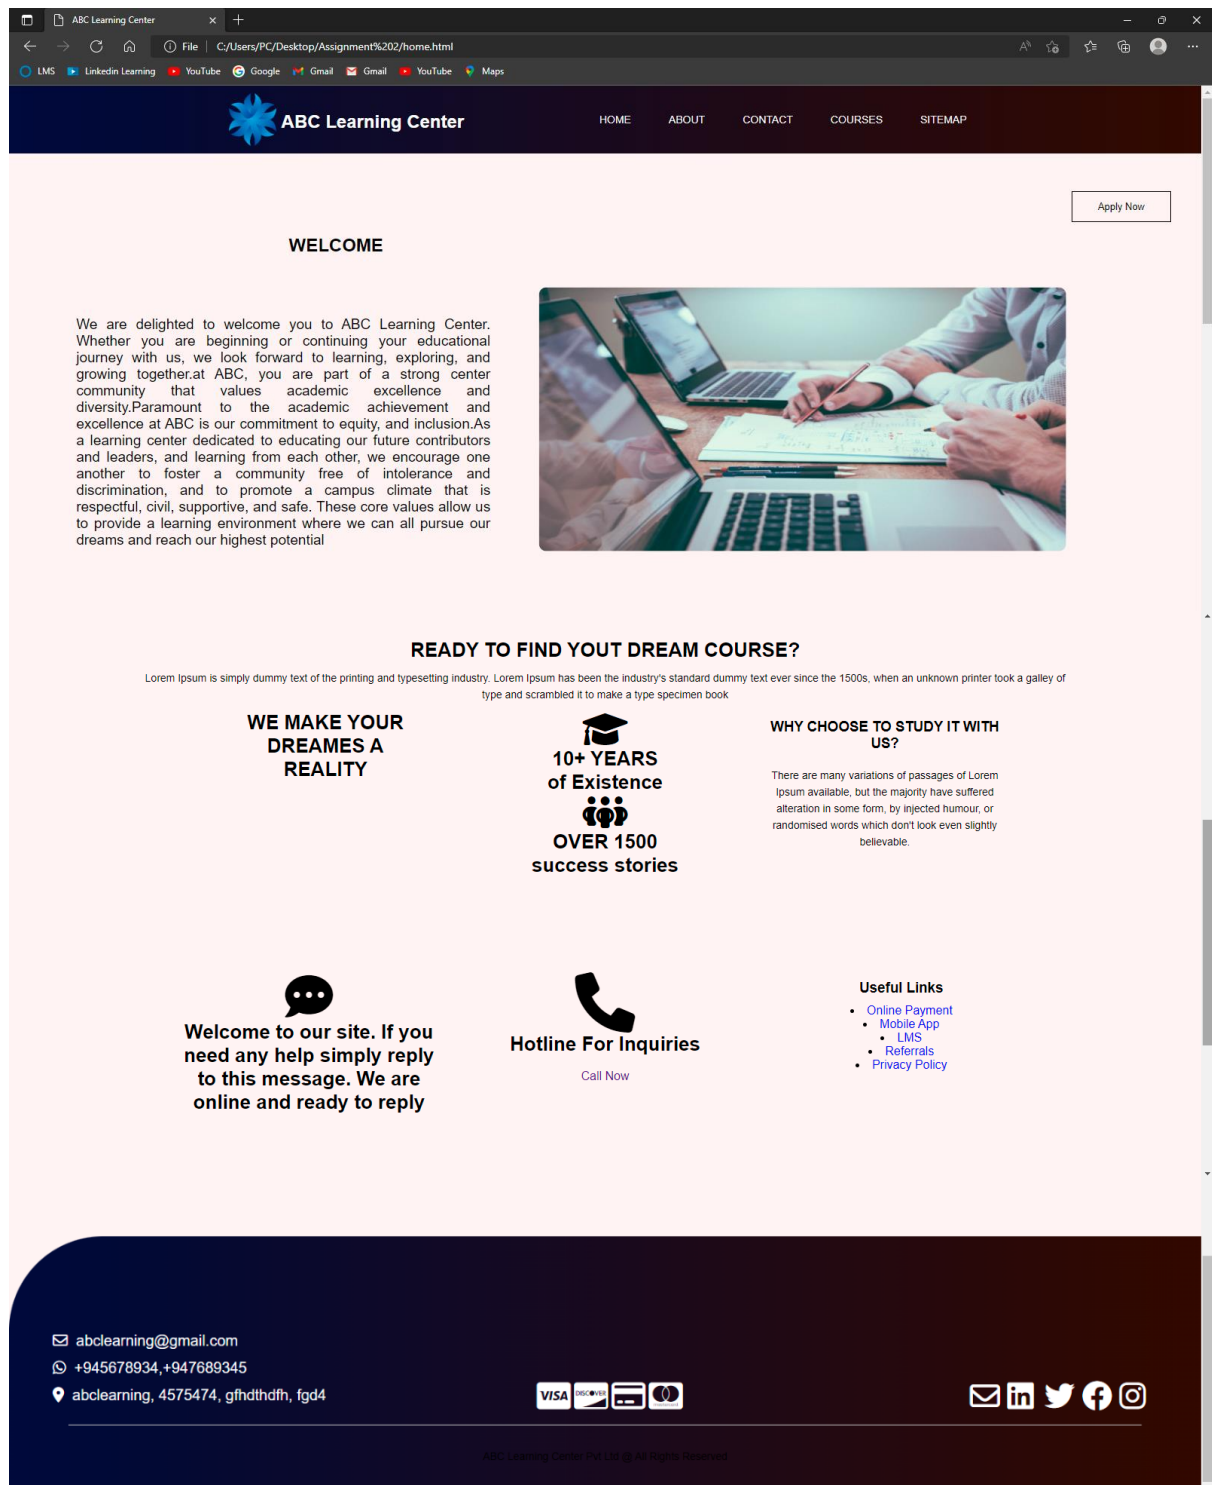 ABC Learning Center
File | C:/Users/PC/Desktop/Assignment%202/home.html
LMS Linkedin Learning YouTube Google Gmail Gmail YouTube Maps
ABC Learning Center
HOME ABOUT CONTACT COURSES SITEMAP
Apply Now
WELCOME
We are delighted to welcome you to ABC Learning Center.
Whether you are beginning or continuing your educational
journey with us, we look forward to learning, exploring, and
growing together.at ABC, you are part of a strong center
community that values academic excellence and
diversity.Paramount to the academic achievement and
excellence at ABC is our commitment to equity, and inclusion.As
a learning center dedicated to educating our future contributors
and leaders, and learning from each other, we encourage one
another to foster a community free of intolerance and
discrimination, and to promote a campus climate that is
respectful, civil, supportive, and safe. These core values allow us
to provide a learning environment where we can all pursue our
dreams and reach our highest potential
READY TO FIND YOUT DREAM COURSE?
Lorem Ipsum is simply dummy text of the printing and typesetting industry. Lorem Ipsum has been the industry's standard dummy text ever since the 1500s, when an unknown printer took a galley of
type and scrambled it to make a type specimen book
WE MAKE YOUR
DREAMES A
REALITY
10+ YEARS
of Existence
OVER 1500
success stories
WHY CHOOSE TO STUDY IT WITH
US?
There are many variations of passages of Lorem
Ipsum available, but the majority have suffered
alteration in some form, by injected humour, or
randomised words which don't look even slightly
believable.
Welcome to our site. If you
need any help simply reply
to this message. We are
online and ready to reply
Hotline For Inquiries
Call Now
Useful Links
Online Payment
Mobile App
LMS
Referrals
Privacy Policy
abclearning@gmail.com
+945678934,+947689345
abclearning, 4575474, gfhdthdfh, fgd4
VISA DISCOVER
ABC Learning Center Pvt Ltd @ All Rights Reserved